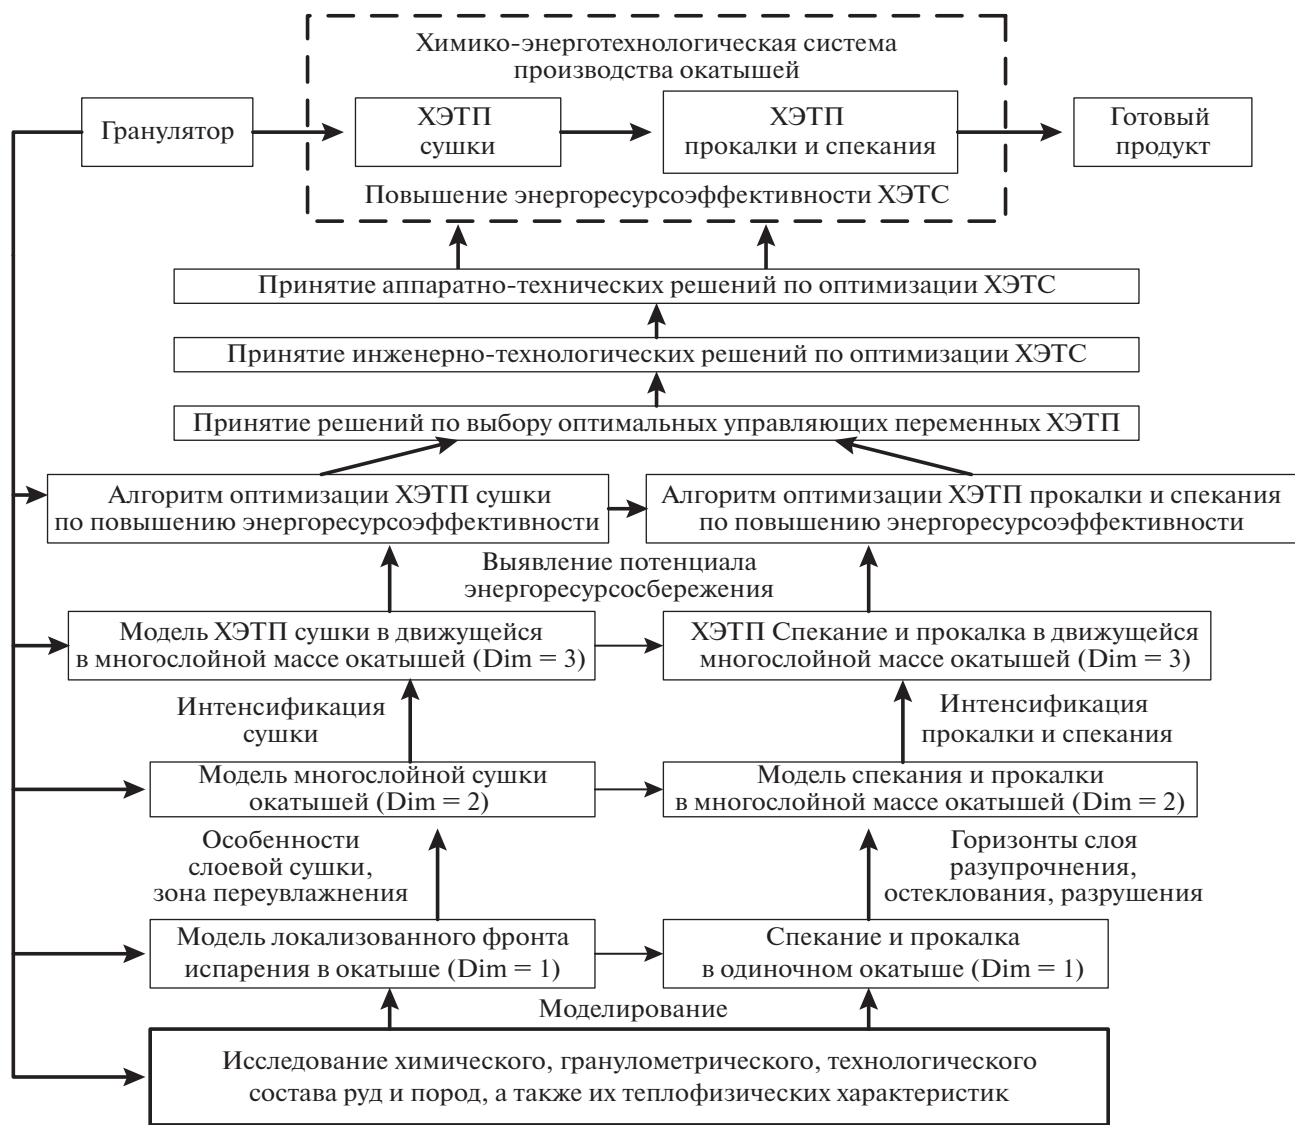 Химико-энерготехнологическая система
производства окатышей
Гранулятор
ХЭТП
сушки
ХЭТП
прокалки и спекания
Готовый
продукт
Повышение энергоресурсоэффективности ХЭТС
Принятие аппаратно-технических решений по оптимизации ХЭТС
Принятие инженерно-технологических решений по оптимизации ХЭТС
Принятие решений по выбору оптимальных управляющих переменных ХЭТП
Алгоритм оптимизации ХЭТП сушки
по повышению энергоресурсоэффективности
Алгоритм оптимизации ХЭТП прокалки и спекания
по повышению энергоресурсоэффективности
Выявление потенциала
энергоресурсосбережения
Модель ХЭТП сушки в движущейся
в многослойной массе окатышей (Dim = 3)
ХЭТП Спекание и прокалка в движущейся
многослойной массе окатышей (Dim = 3)
Интенсификация
сушки
Интенсификация
прокалки и спекания
Модель многослойной сушки
окатышей (Dim = 2)
Модель спекания и прокалки
в многослойной массе окатышей (Dim = 2)
Особенности
слоевой сушки,
зона переувлажнения
Горизонты слоя
разупрочнения,
остеклования, разрушения
Модель локализованного фронта
испарения в окатыше (Dim = 1)
Спекание и прокалка
в одиночном окатыше (Dim = 1)
Моделирование
Исследование химического, гранулометрического, технологического
состава руд и пород, а также их теплофизических характеристик